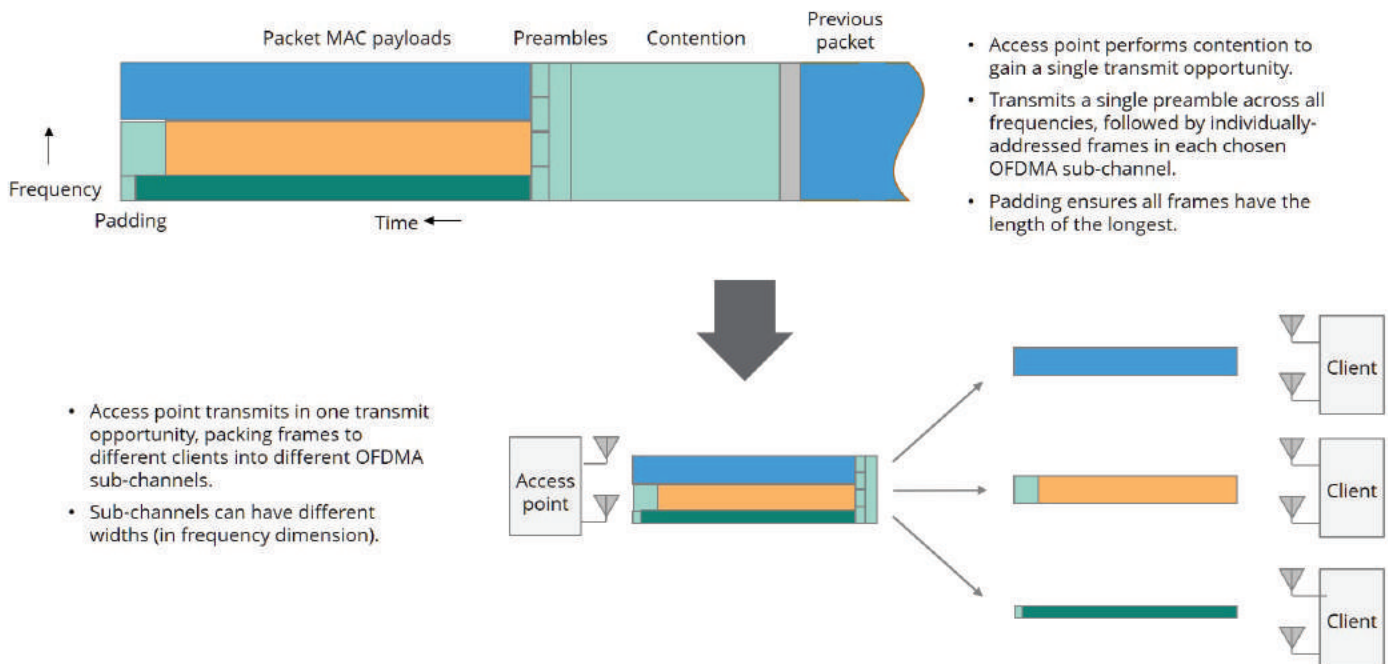 Packet MAC payloads
Preambles
Contention
Previous
packet
Frequency
Padding
Time
• Access point performs contention to
gain a single transmit opportunity.
• Transmits a single preamble across all
frequencies, followed by individually-
addressed frames in each chosen
OFDMA sub-channel.
• Padding ensures all frames have the
length of the longest.
• Access point transmits in one transmit
opportunity, packing frames to
different clients into different OFDMA
sub-channels.
• Sub-channels can have different
widths (in frequency dimension).
Access
point
Client
Client
Client